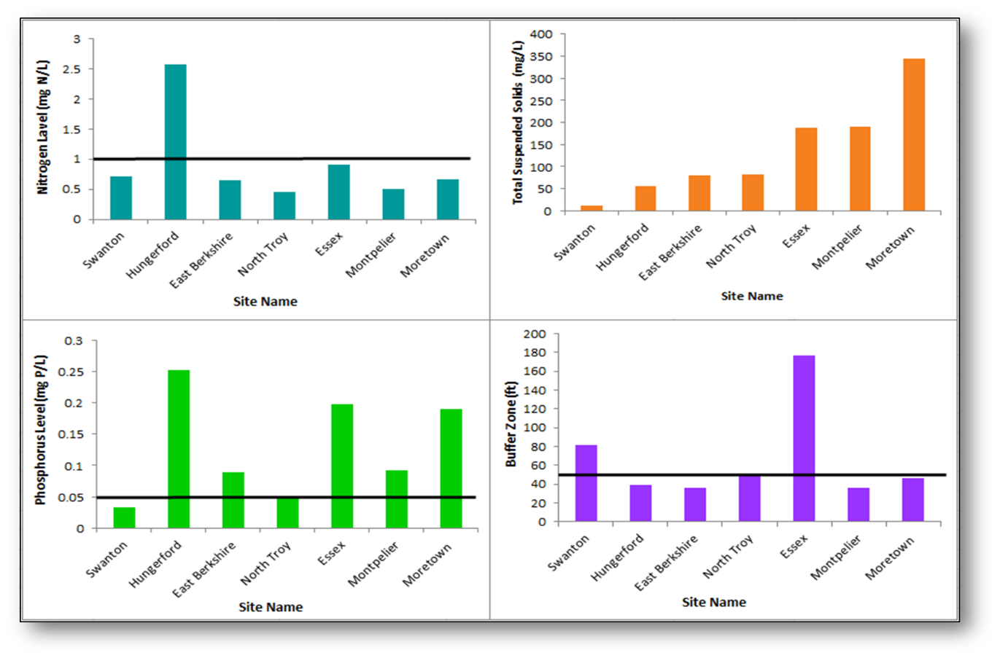 Nitrogen Lavel (mg N/L)
3
2.5
2
1.5
1
0.5
0
Swanton
Hungerford
East Berkshire
North Troy
Essex
Montpelier
Moretown
Site Name
Total Suspended Solids (mg/L)
400
350
300
250
200
150
100
50
0
Swanton
Hungerford
East Berkshire
North Troy
Essex
Montpelier
Moretown
Site Name
Phosphorus Level (mg P/L)
0.3
0.25
0.2
0.15
0.1
0.05
0
Swanton
Hungerford
East Berkshire
North Troy
Essex
Montpelier
Moretown
Site Name
Buffer Zone (ft)
200
180
160
140
120
100
80
60
40
20
0
Swanton
Hungerford
East Berkshire
North Troy
Essex
Montpelier
Moretown
Site Name